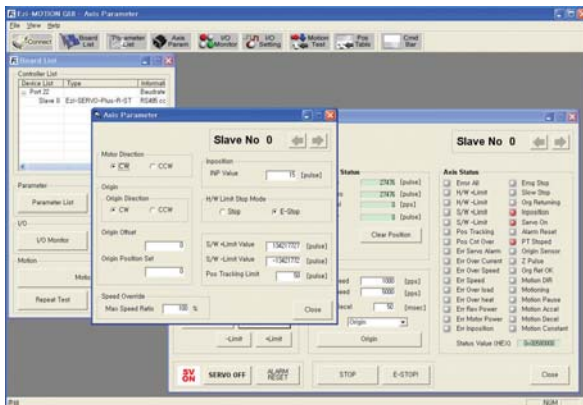 Ezi-MOTION GUI - Axis Parameter
File View Help
Connect
Board List
Parameter List
Axis Param
I/O Monitor
I/O Setting
Motion Test
Pos Table
Cmd Bar
Board List
Controller List
Device List Type Informati
Port 22 Baudrate
Slave 0 Ezi-SERVO-Plus-R-ST RS485 cc
Parameter
Parameter List
I/O
I/O Monitor
Motion
Repeat Test
Axis Parameter
Slave No 0
Motor Direction
CW CCW
Origin
Origin Direction
CW CCW
Origin Offset
0
Origin Position Set
0
Speed Override
Max Speed Ratio 100 %
Inposition
INP Value 15 [pulse]
H/W Limit Stop Mode
Stop E-Stop
S/W +Limit Value 134217727 [pulse]
S/W -Limit Value [pulse]
Pos Tracking Limit 50 [pulse]
Close
Slave No 0
Status
27476 [pulse]
27476 [pulse]
0 [pps]
0 [pulse]
Clear Position
1000 [pps]
5000 [pps]
50 [msec]
Origin
-Limit +Limit
Origin
SV ON
SERVO OFF
ALARM RESET
STOP
E-STOP!
Close
Axis Status
Error All
H/W +Limit
H/W -Limit
S/W +Limit
S/W -Limit
Pos Cnt Over
Err Servo Alarm
Err Over Current
Err Over Speed
Err Speed
Err Over load
Err Over heat
Err Rev Power
Err Motor Power
Err Inposition
Emg Stop
Slow Stop
Org Returning
Inposition
Servo On
Alarm Reset
PT Stoped
Origin Sensor
Z Pulse
Org Ret OK
Motion DIR
Motioning
Motion Pause
Motion Accel
Motion Decel
Motion Constant
Status Value (HEX)
NUM